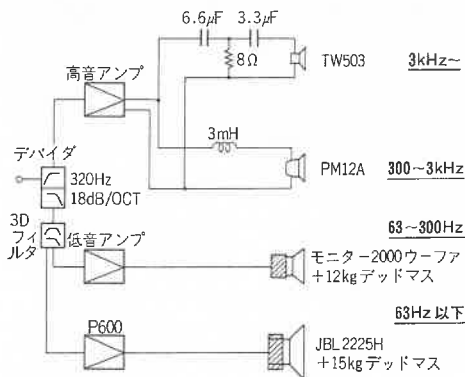 6.6μF
3.3μF
8Ω
TW503
3kHz~
高音アンプ
3mH
デバイダ
PM12A
300~3kHz
320Hz
18dB/OCT
3D
フィ
ルタ
低音アンプ
63~300Hz
モニター2000ウーファ
+12kgデッドマス
P600
63Hz以下
JBL2225H
+15kgデッドマス